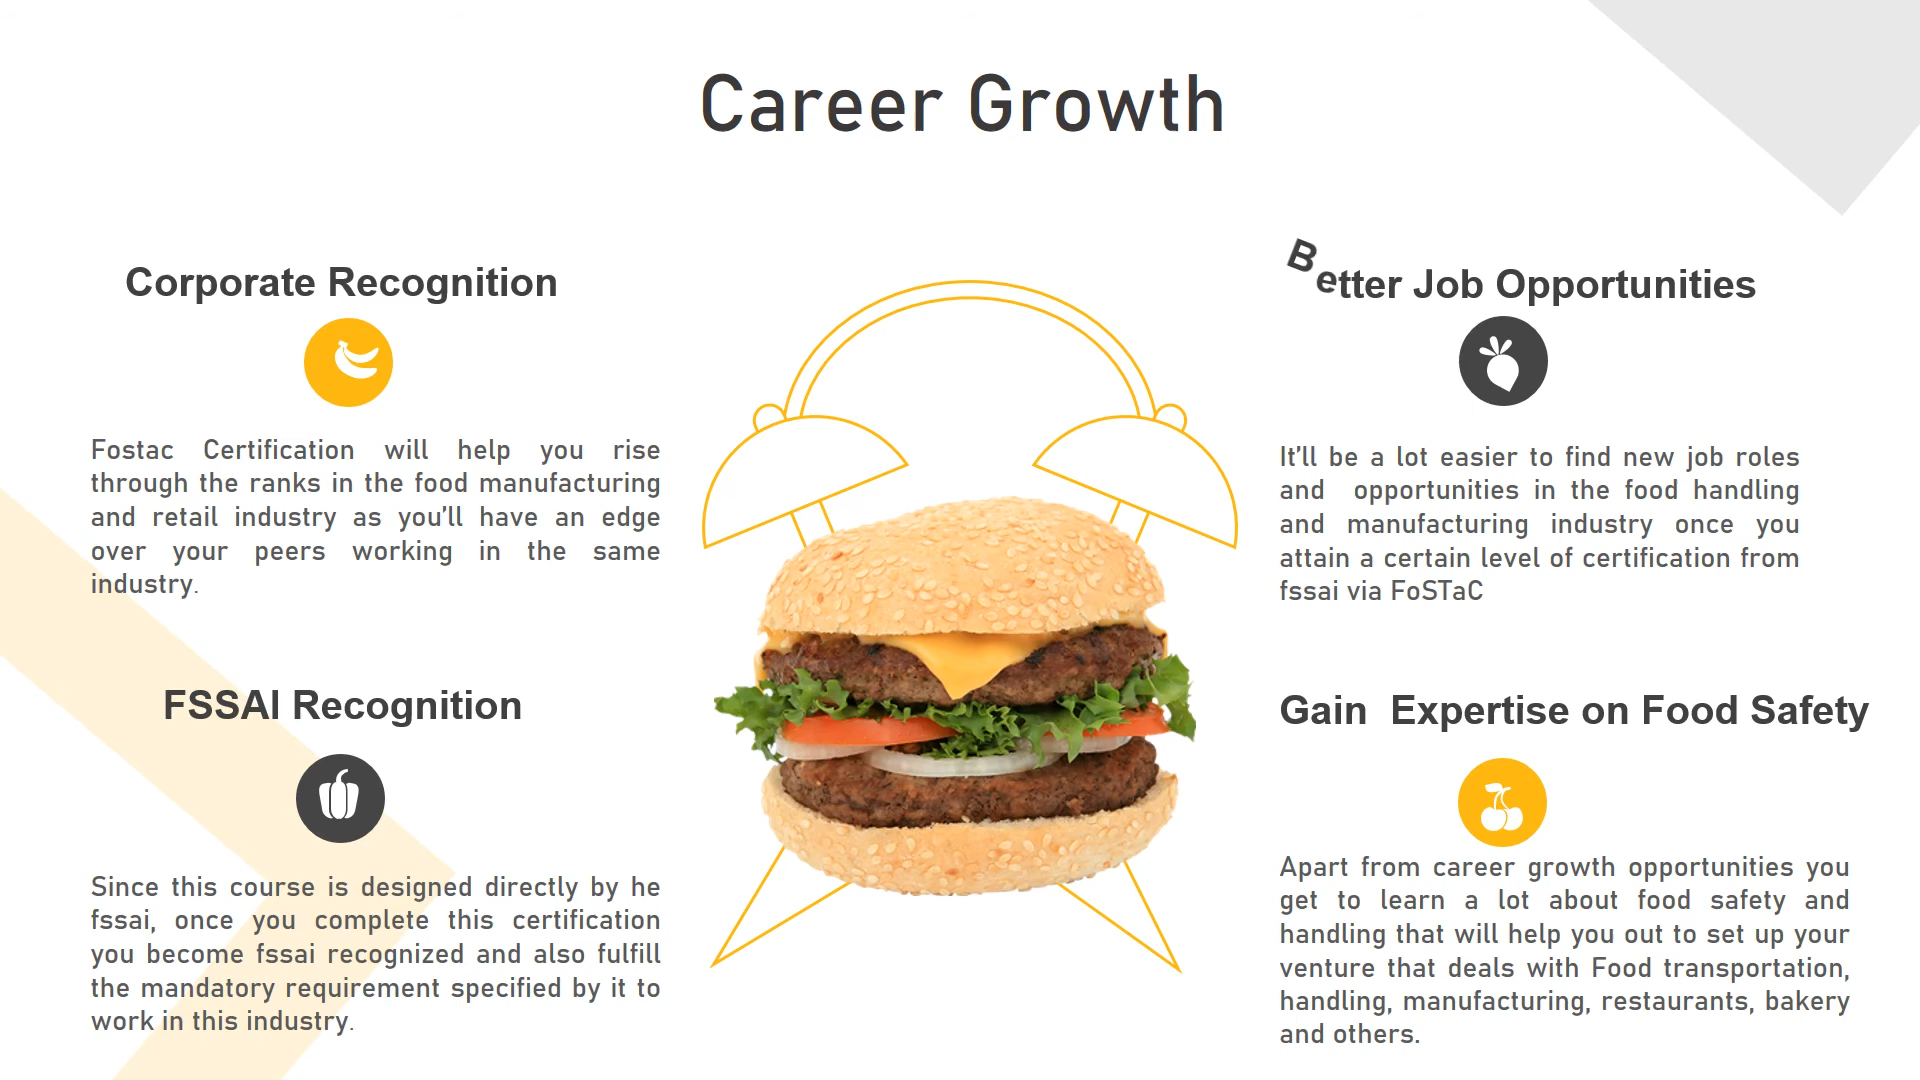 Career Growth
Corporate Recognition
Fostac Certification will help you rise
through the ranks in the food manufacturing
and retail industry as you'll have an edge
over your peers working in the same
industry.
Better Job Opportunities
It'll be a lot easier to find new job roles
and opportunities in the food handling
and manufacturing industry once you
attain a certain level of certification from
fssai via FoSTaC
FSSAI Recognition
Since this course is designed directly by he
fssai, once you complete this certification
you become fssai recognized and also fulfill
the mandatory requirement specified by it to
work in this industry.
Gain Expertise on Food Safety
Apart from career growth opportunities you
get to learn a lot about food safety and
handling that will help you out to set up your
venture that deals with Food transportation,
handling, manufacturing, restaurants, bakery
and others.